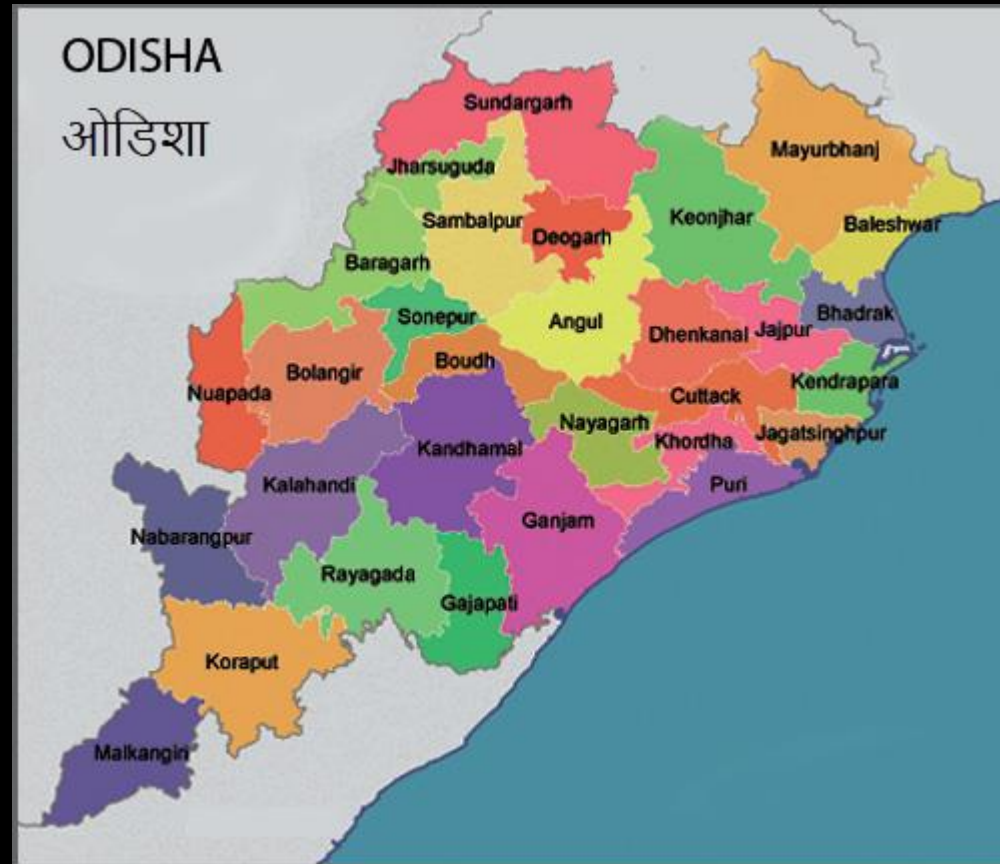 ODISHA
ओडिशा
Sundargarh
Jharsuguda
Mayurbhanj
Sambalpur
Deogarh
Keonjhar
Baleshwar
Baragarh
Sonepur
Angul
Dhenkanal
Jajpur
Bhadrak
Nuapada
Bolangir
Boudh
Cuttack
Kendrapara
Nayagarh
Khordha
Jagatsinghpur
Kandhamal
Kalahandi
Puri
Ganjam
Nabarangpur
Rayagada
Gajapati
Koraput
Malkangiri